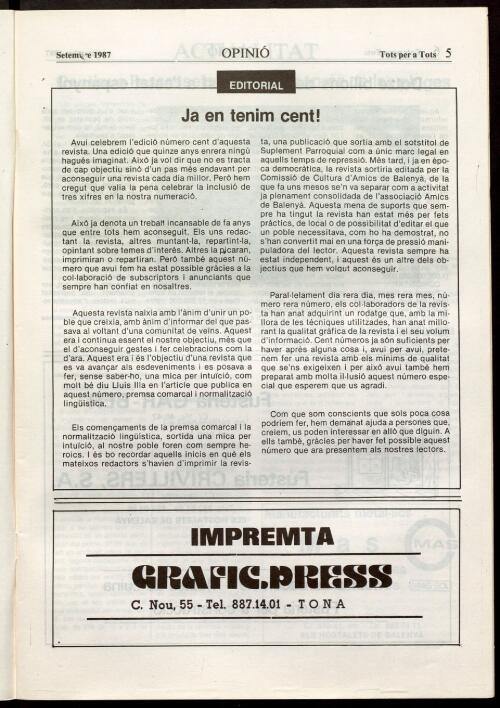 Setembre 1987
OPINIÓ
Tots per a Tots 5
EDITORIAL
Ja en tenim cent!
Avui celebrem l'edició número cent d'aquesta
revista. Una edició que quinze anys enrera ningú
hagués imaginat. Aixó ja vol dir que no es tracta
de cap objectiu sinó d'un pas més endavant per
aconseguir una revista cada dia millor. Però hem
cregut que valia la pena celebrar la inclusió de
tres xifres en la nostra numeració.
Aixó ja denota un treball incansable de fa anys
que entre tots hem aconseguit. Els uns redac-
tant la revista, altres muntant-la, repartint-la,
opintant sobre temes d'interès. Altres la picaran,
imprimiran o repartiran. Però també aquest nú-
mero que avui fem ha estat possible gràcies a la
col·laboració de subscriptors i anunciants que
sempre han confiat en nosaltres.
Aquesta revista naixia amb l'ànim d'unir un po-
ble que creixia, amb ànim d'informar del que pas-
sava al voltant d'una comunitat de veïns. Aquest
era i continua essent el nostre objectiu, més que
el d'aconseguir gestes i fer celebracions com la
d'ara. Aquest era i és l'objectiu d'una revista que
es va avançar als esdeveniments i es posava a
fer, sense saber-ho, una mica per intuïció, com
molt bé diu Lluis Illa en l'article que publica en
aquest número, premsa comarcal i normalització
lingüística.
Els començaments de la premsa comarcal i la
normalització lingüística, sortida una mica per
intuïció, al nostre poble foren com sempre he-
roics. I és bo recordar aquells inicis en què els
mateixos redactors s'havien d'imprimir la revis-
ta, una publicació que sortia amb el sotstitol de
Suplement Parroquial com a únic marc legal en
aquells temps de repressió. Més tard, i ja en èpo-
ca democràtica, la revista sortiria editada per la
Comissió de Cultura d'Amics de Balenyà, de la
que fa uns mesos se'n va separar com a activitat
ja plenament consolidada de l'associació Amics
de Balenyà. Aquesta mena de suports que sem-
pre ha tingut la revista han estat més per fets
pràctics, de local o de possibilitat d'editar el que
un poble necessitava, com ho ha demostrat, no
s'han convertit mai en una força de pressió mani-
puladora del lector. Aquesta revista sempre ha
estat independent, i aquest és un altre dels ob-
jectius que hem volgut aconseguir.
Paral·lelament dia rera dia, mes rera mes, nú-
mero rera número, els col·laboradors de la revis-
ta han anat adquirint un rodatge que, amb la mi-
llora de les tècniques utilitzades, han anat millo-
rant la qualitat gràfica de la revista i el seu volum
d'informació. Cent números ja són suficients per
haver après alguna cosa i, avui per avui, prete-
nem fer una revista amb els mínims de qualitat
que se'ns exigeixen i per aixó avui també hem
preparat amb molta il·lusió aquest número espe-
cial que esperem que us agradi.
Com que som conscients que sols poca cosa
podriem fer, hem demanat ajuda a persones que,
creiem, us poden interessar en allò que diguin. A
ells també, gràcies per haver fet possible aquest
número que ara presentem als nostres lectors.
IMPREMTA
GRAFIC.PRESS
C. Nou, 55 - Tel. 887.14.01 - TONA